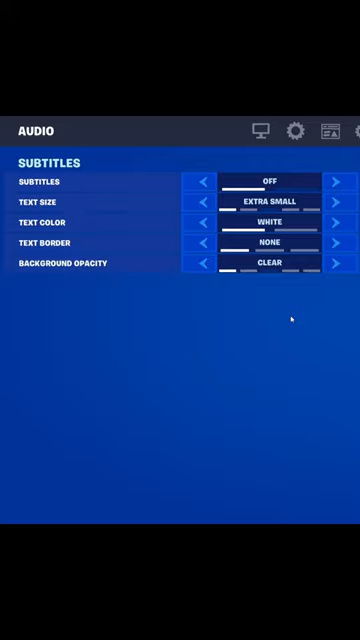 AUDIO
SUBTITLES
SUBTITLES OFF
TEXT SIZE EXTRA SMALL
TEXT COLOR WHITE
TEXT BORDER NONE
BACKGROUND OPACITY CLEAR